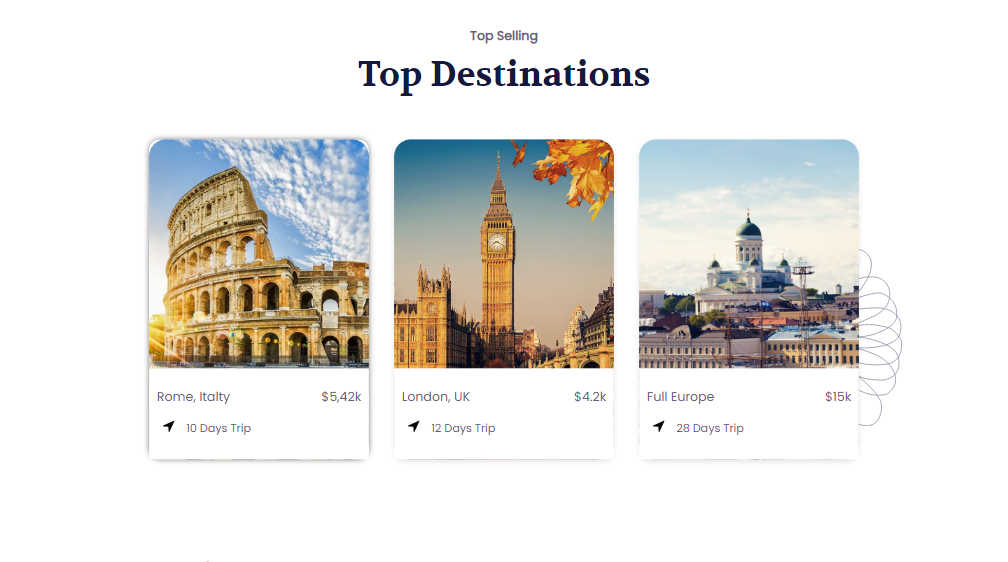 Top Selling
Top Destinations
Rome, Italty $5,42k
10 Days Trip
London, UK $4.2k
12 Days Trip
Full Europe $15k
28 Days Trip